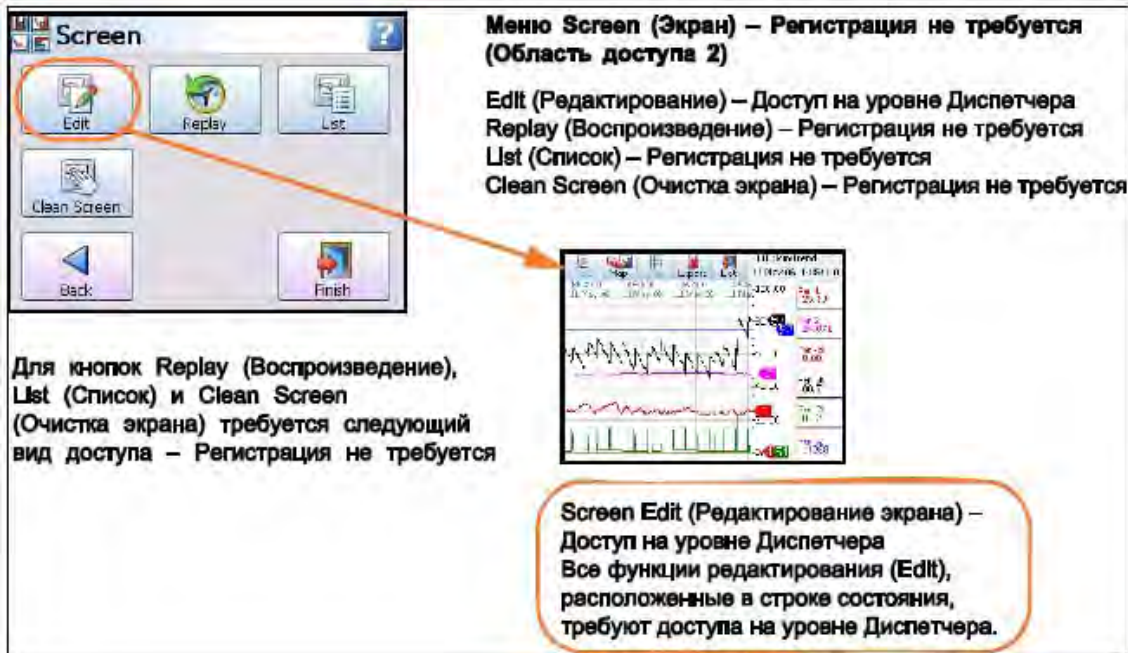 Screen
?
Edit
Replay
List
Clean Screen
Back
Finish
Меню Screen (Экран) – Регистрация не требуется
(Область доступа 2)
Edit (Редактирование) – Доступ на уровне Диспетчера
Replay (Воспроизведение) – Регистрация не требуется
List (Список) – Регистрация не требуется
Clean Screen (Очистка экрана) – Регистрация не требуется
Map
List
Для кнопок Replay (Воспроизведение),
List (Список) и Clean Screen
(Очистка экрана) требуется следующий
вид доступа – Регистрация не требуется
Screen Edit (Редактирование экрана) –
Доступ на уровне Диспетчера
Все функции редактирования (Edit),
расположенные в строке состояния,
требуют доступа на уровне Диспетчера.